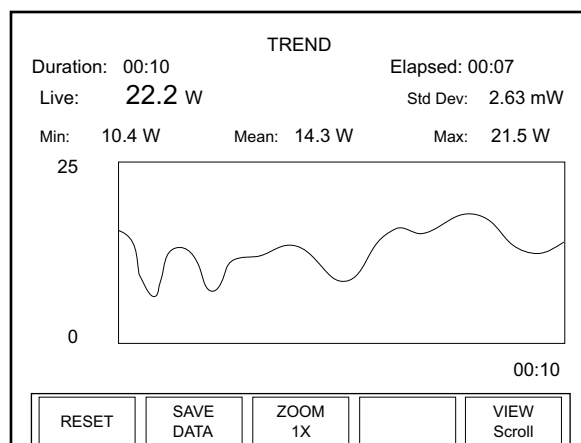 TREND
Duration: 00:10 Elapsed: 00:07
Live: 22.2 W Std Dev: 2.63 mW
Min: 10.4 W Mean: 14.3 W Max: 21.5 W
25
0
00:10
RESET
SAVE
DATA
ZOOM
1X
VIEW
Scroll